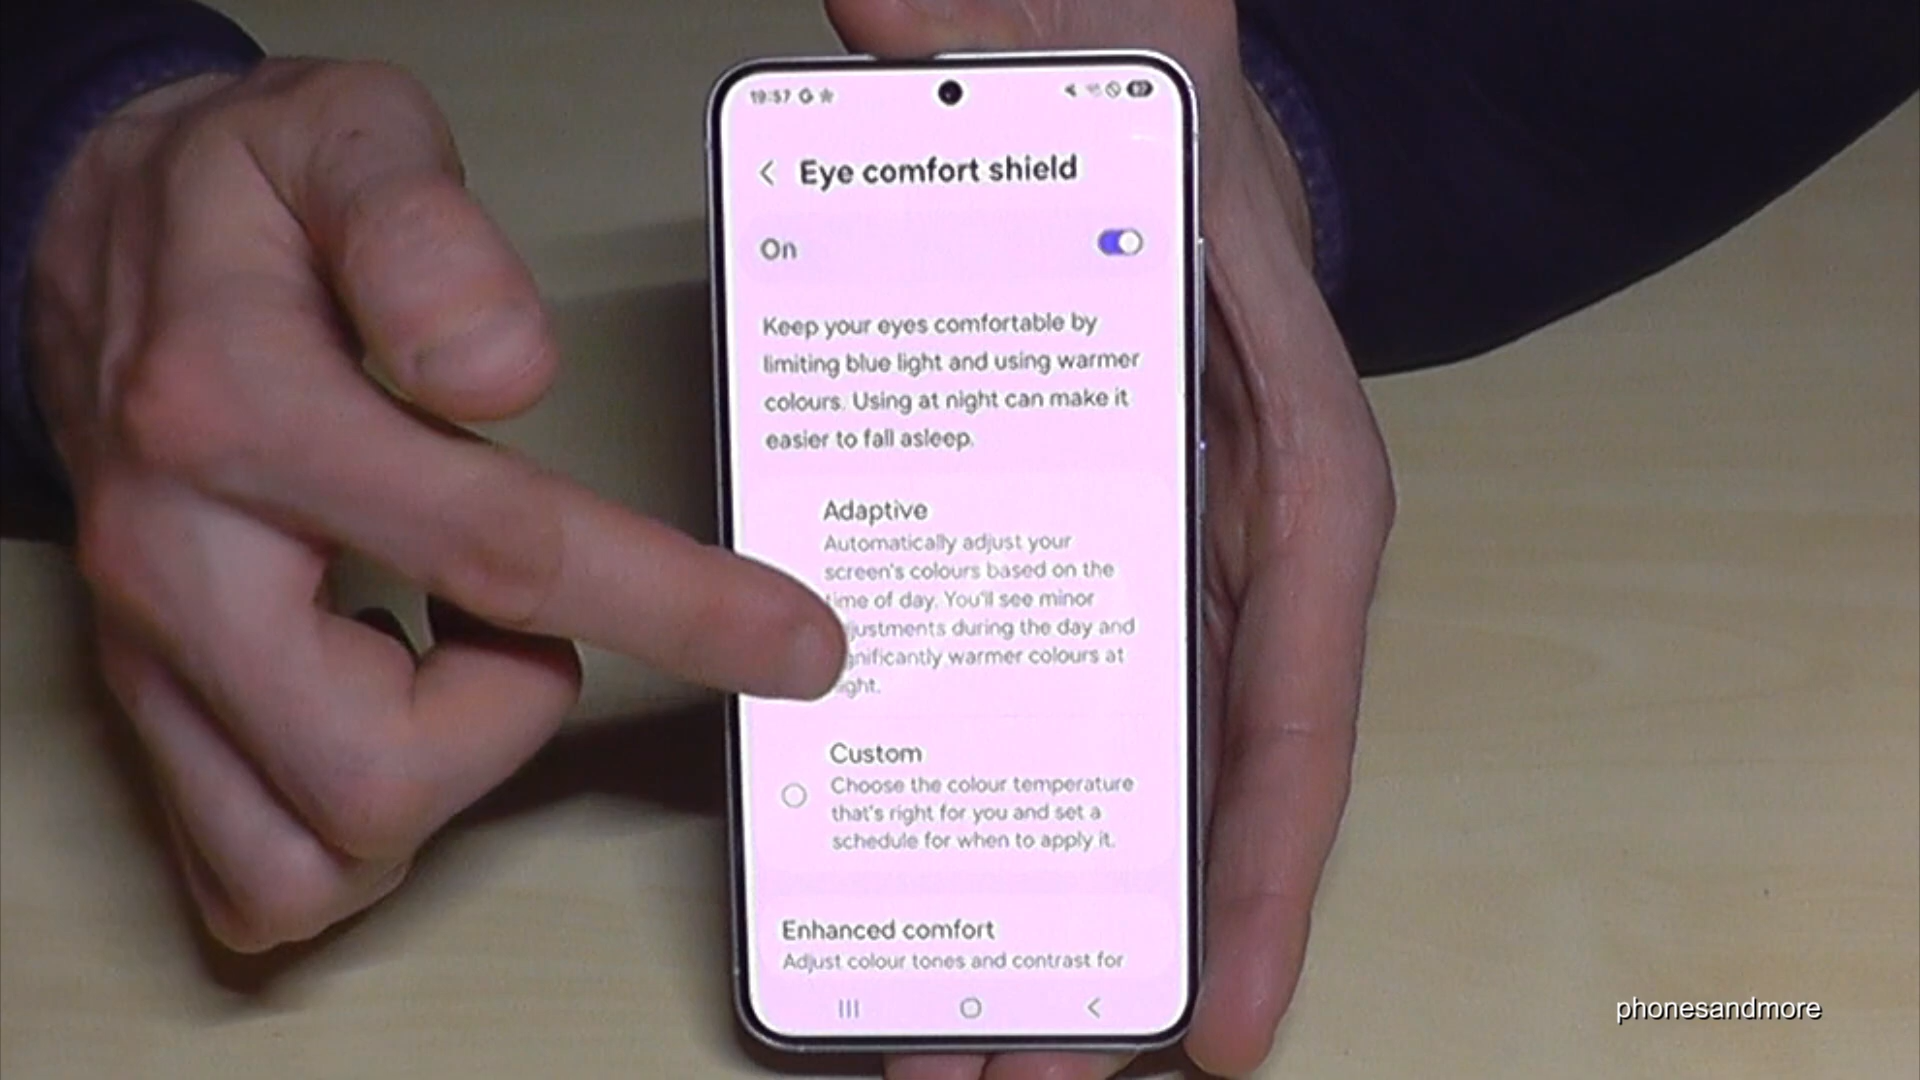 19:57 G
Eye comfort shield
On
Keep your eyes comfortable by
limiting blue light and using warmer
colours. Using at night can make it
easier to fall asleep.
Adaptive
Automatically adjust your
screen's colours based on the
time of day. You'll see minor
justments during the day and
gnificantly warmer colours at
ight.
Custom
Choose the colour temperature
that's right for you and set a
schedule for when to apply it.
Enhanced comfort
Adjust colour tones and contrast for
phonesandmore